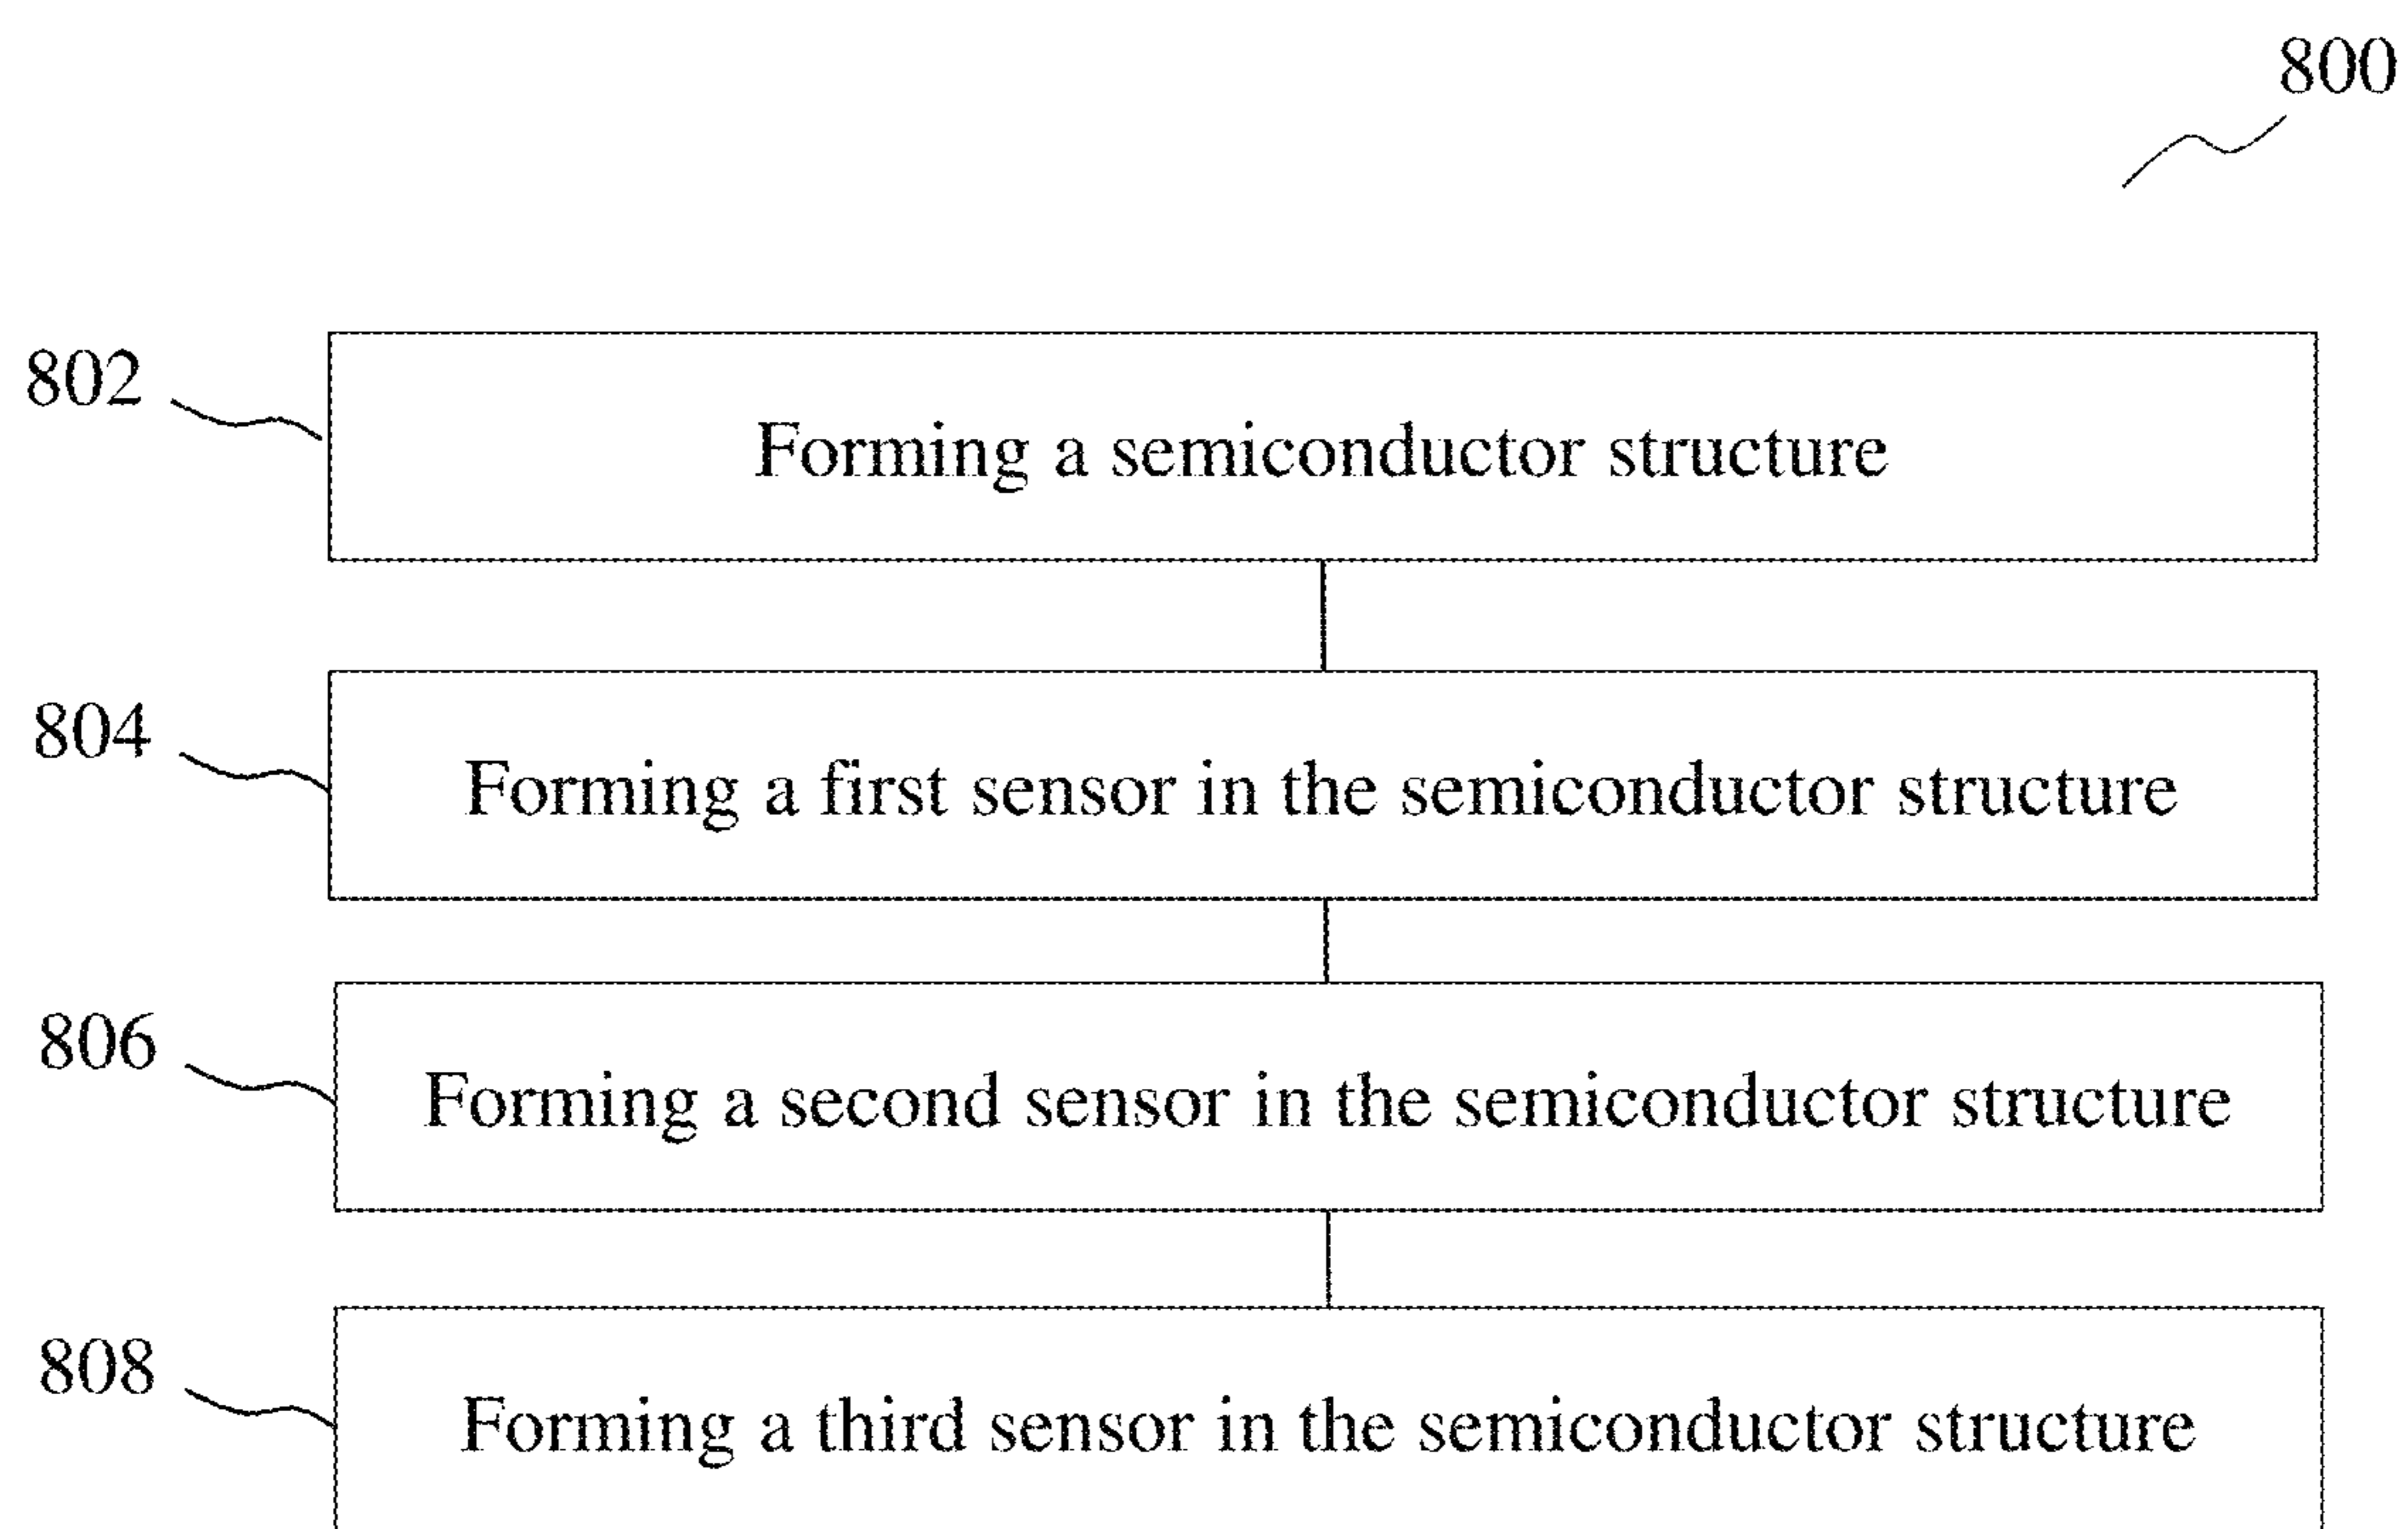 800
802
Forming a semiconductor structure
804
Forming a first sensor in the semiconductor structure
806
Forming a second sensor in the semiconductor structure
808
Forming a third sensor in the semiconductor structure